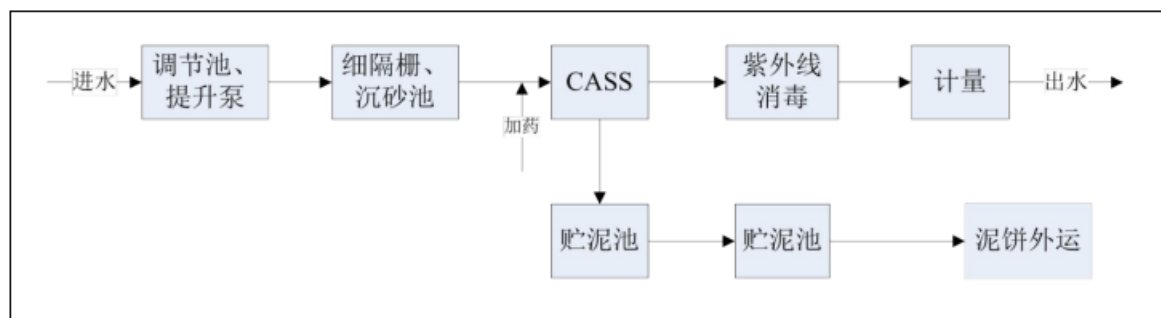 进水
调节池、
提升泵
细隔栅、
沉砂池
加药
CASS
紫外线
消毒
计量
出水
贮泥池
贮泥池
泥饼外运